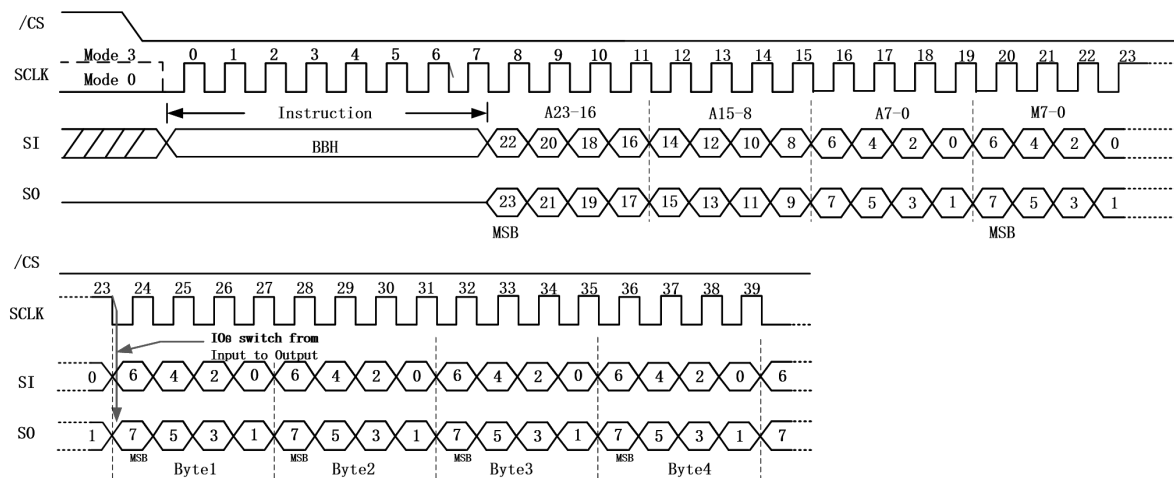 /CS
Mode 3
0 1 2 3 4 5 6 7 8 9 10 11 12 13 14 15 16 17 18 19 20 21 22 23
SCLK
Mode 0
Instruction A23-16 A15-8 A7-0 M7-0
SI
BBH 22 20 18 16 14 12 10 8 6 4 2 0 6 4 2 0
SO
23 21 19 17 15 13 11 9 7 5 3 1 7 5 3 1
MSB MSB
/CS
23 24 25 26 27 28 29 30 31 32 33 34 35 36 37 38 39
SCLK
IOs switch from
Input to Output
SI 0 6 4 2 0 6 4 2 0 6 4 2 0 6 4 2 0 6
SO 1 7 5 3 1 7 5 3 1 7 5 3 1 7 5 3 1 7
MSB MSB MSB MSB
Byte1 Byte2 Byte3 Byte4